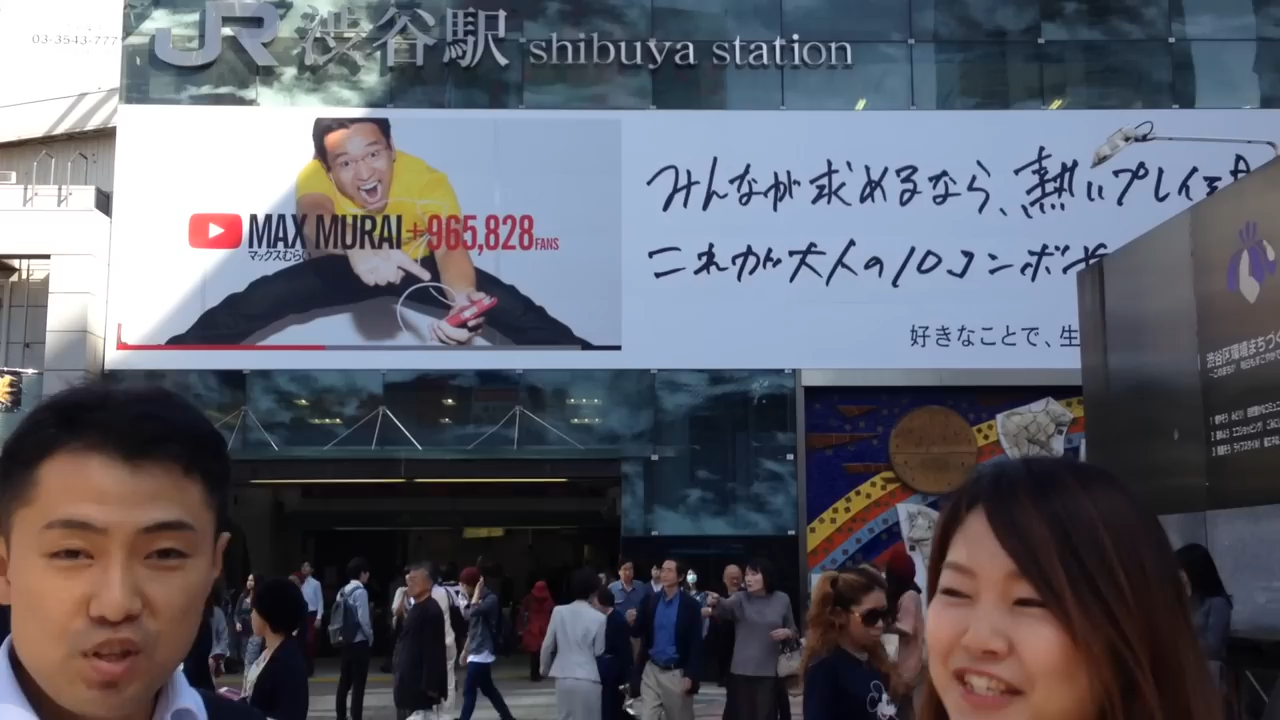 03-3543-777
JR 渋谷駅 shibuya station
MAX MURAI +965,828 FANS
マックスむらい
みんなが求めるなら、熱いプレイを
これが大人の10コンボ
好きなことで、生
渋谷区環境まちづく